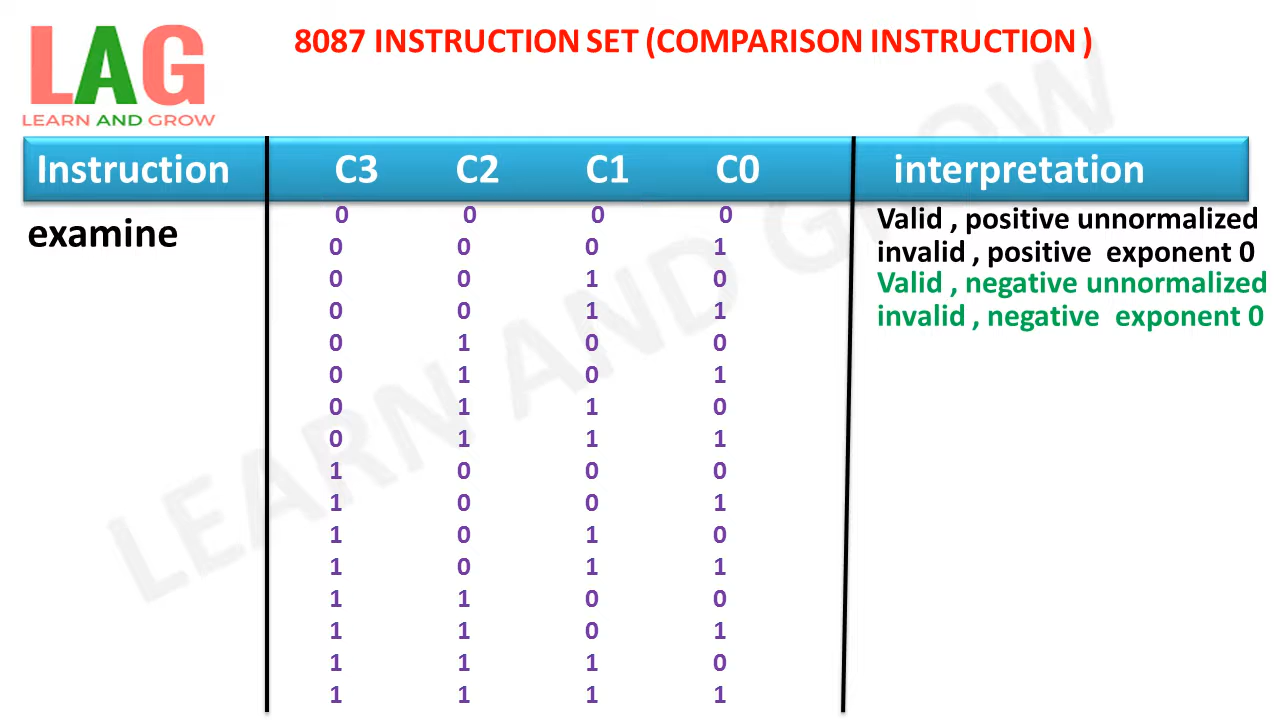 LAG
LEARN AND GROW
8087 INSTRUCTION SET (COMPARISON INSTRUCTION )
Instruction C3 C2 C1 C0 interpretation
examine
0 0 0 0 Valid , positive unnormalized
0 0 0 1 invalid , positive exponent 0
0 0 1 0 Valid , negative unnormalized
0 0 1 1 invalid , negative exponent 0
0 1 0 0
0 1 0 1
0 1 1 0
0 1 1 1
1 0 0 0
1 0 0 1
1 0 1 0
1 0 1 1
1 1 0 0
1 1 0 1
1 1 1 0
1 1 1 1
LEARN AND GROW